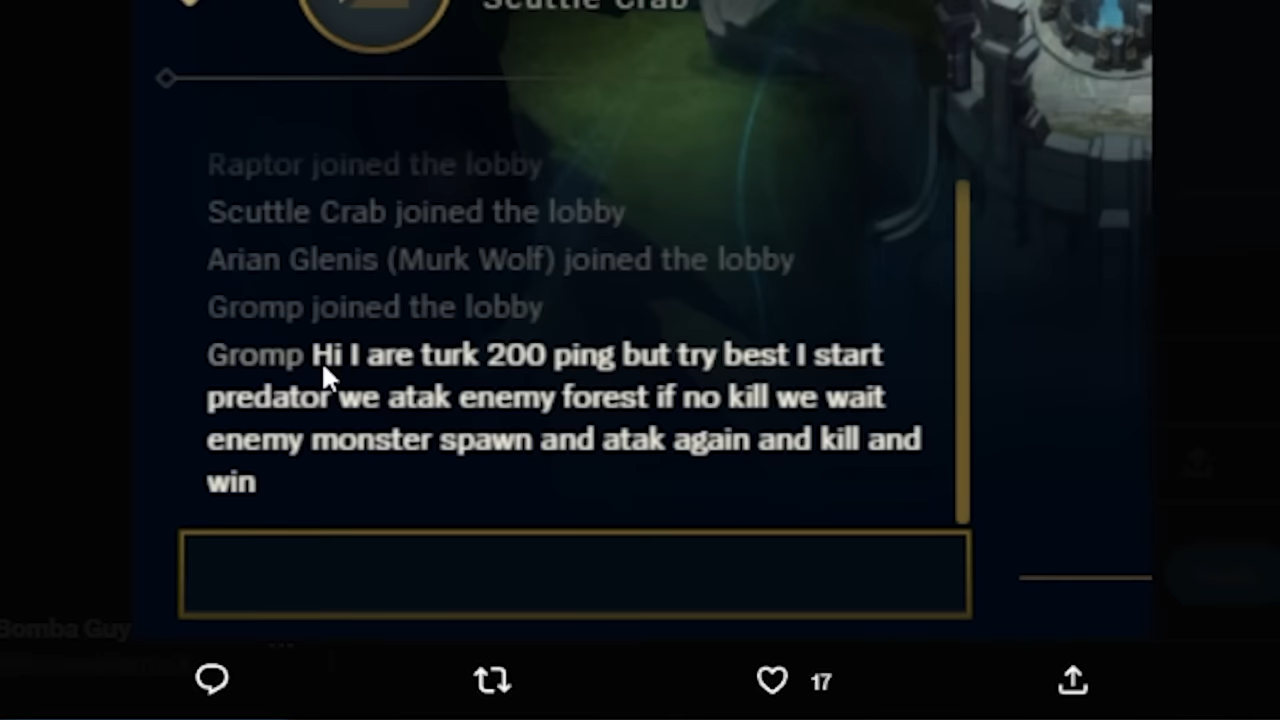 Scuttle Crab
Raptor joined the lobby
Scuttle Crab joined the lobby
Arian Glenis (Murk Wolf) joined the lobby
Gromp joined the lobby
Gromp Hi I are turk 200 ping but try best I start
predator we atak enemy forest if no kill we wait
enemy monster spawn and atak again and kill and
win
Bomba Guy
17